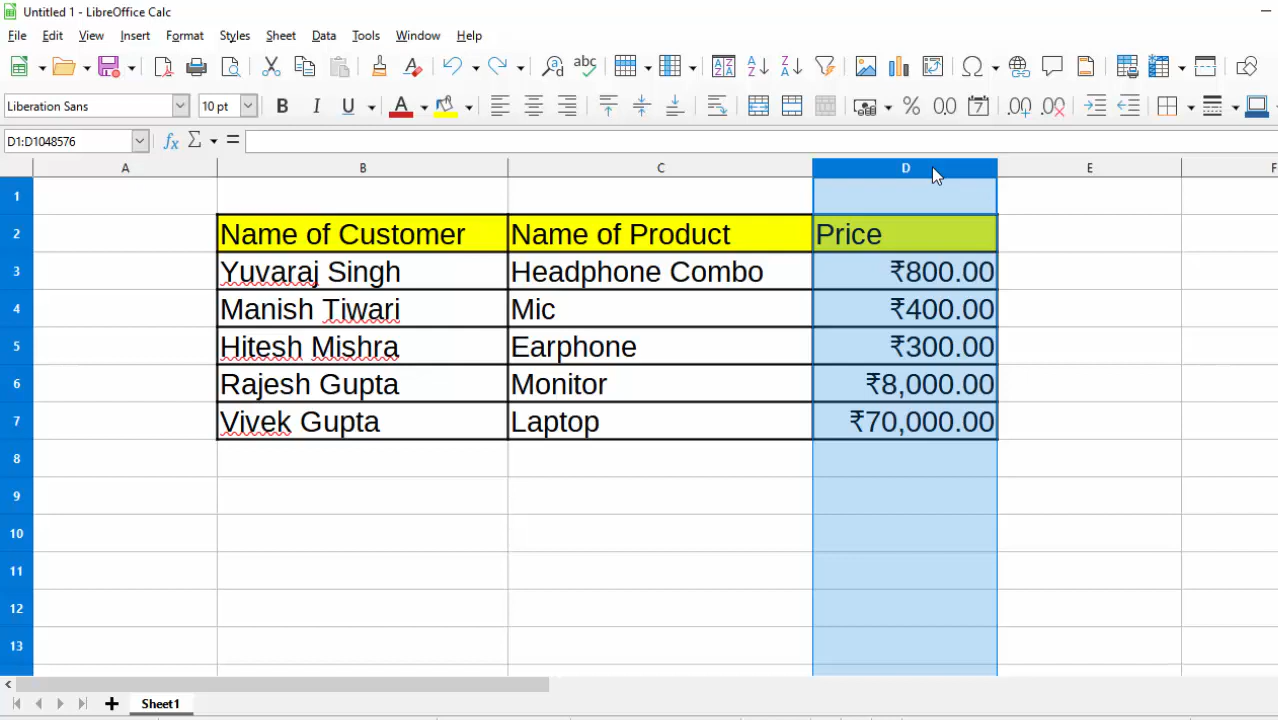 Untitled 1 - LibreOffice Calc
File Edit View Insert Format Styles Sheet Data Tools Window Help
Liberation Sans 10 pt
D1:D1048576
A B C D E F
1
2 Name of Customer Name of Product Price
3 Yuvaraj Singh Headphone Combo ₹800.00
4 Manish Tiwari Mic ₹400.00
5 Hitesh Mishra Earphone ₹300.00
6 Rajesh Gupta Monitor ₹8,000.00
7 Vivek Gupta Laptop ₹70,000.00
8
9
10
11
12
13
Sheet1